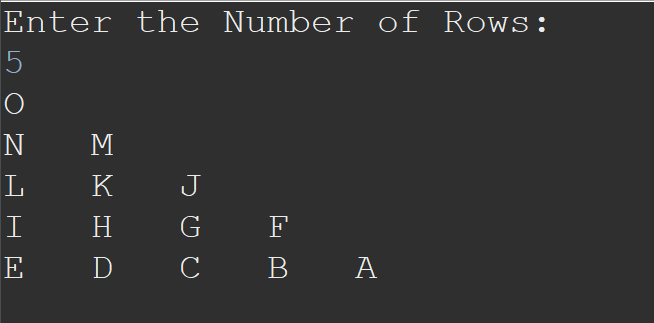 Enter the Number of Rows:
5
O
N M
L K J
I H G F
E D C B A